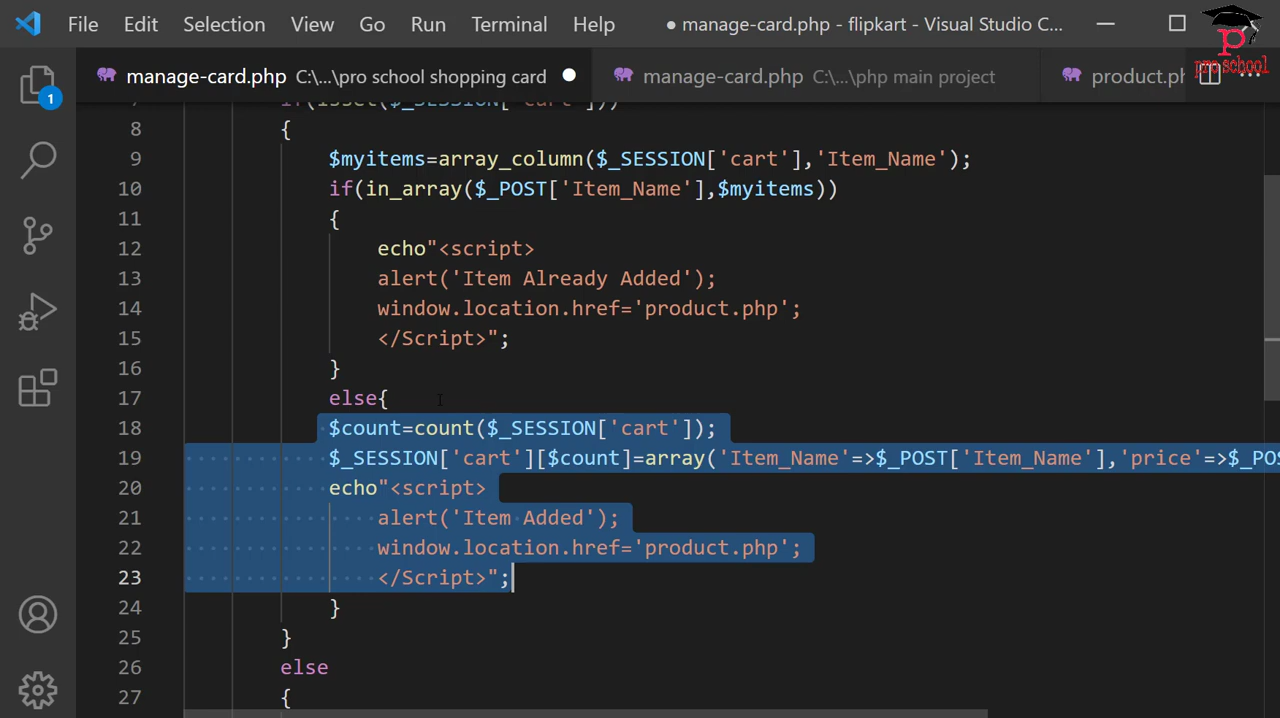 File Edit Selection View Go Run Terminal Help ● manage-card.php - flipkart - Visual Studio C...
p
pro school
manage-card.php C:\...\pro school shopping card ● manage-card.php C:\...\php main project product.ph
1
if(isset($_SESSION['cart']))
8 {
9 $myitems=array_column($_SESSION['cart'],'Item_Name');
10 if(in_array($_POST['Item_Name'],$myitems))
11 {
12 echo"<script>
13 alert('Item Already Added');
14 window.location.href='product.php';
15 </Script>";
16 }
17 else{
18 $count=count($_SESSION['cart']);
19 $_SESSION['cart'][$count]=array('Item_Name'=>$_POST['Item_Name'],'price'=>$_POS
20 echo"<script>
21 alert('Item Added');
22 window.location.href='product.php';
23 </Script>";
24 }
25 }
26 else
27 {